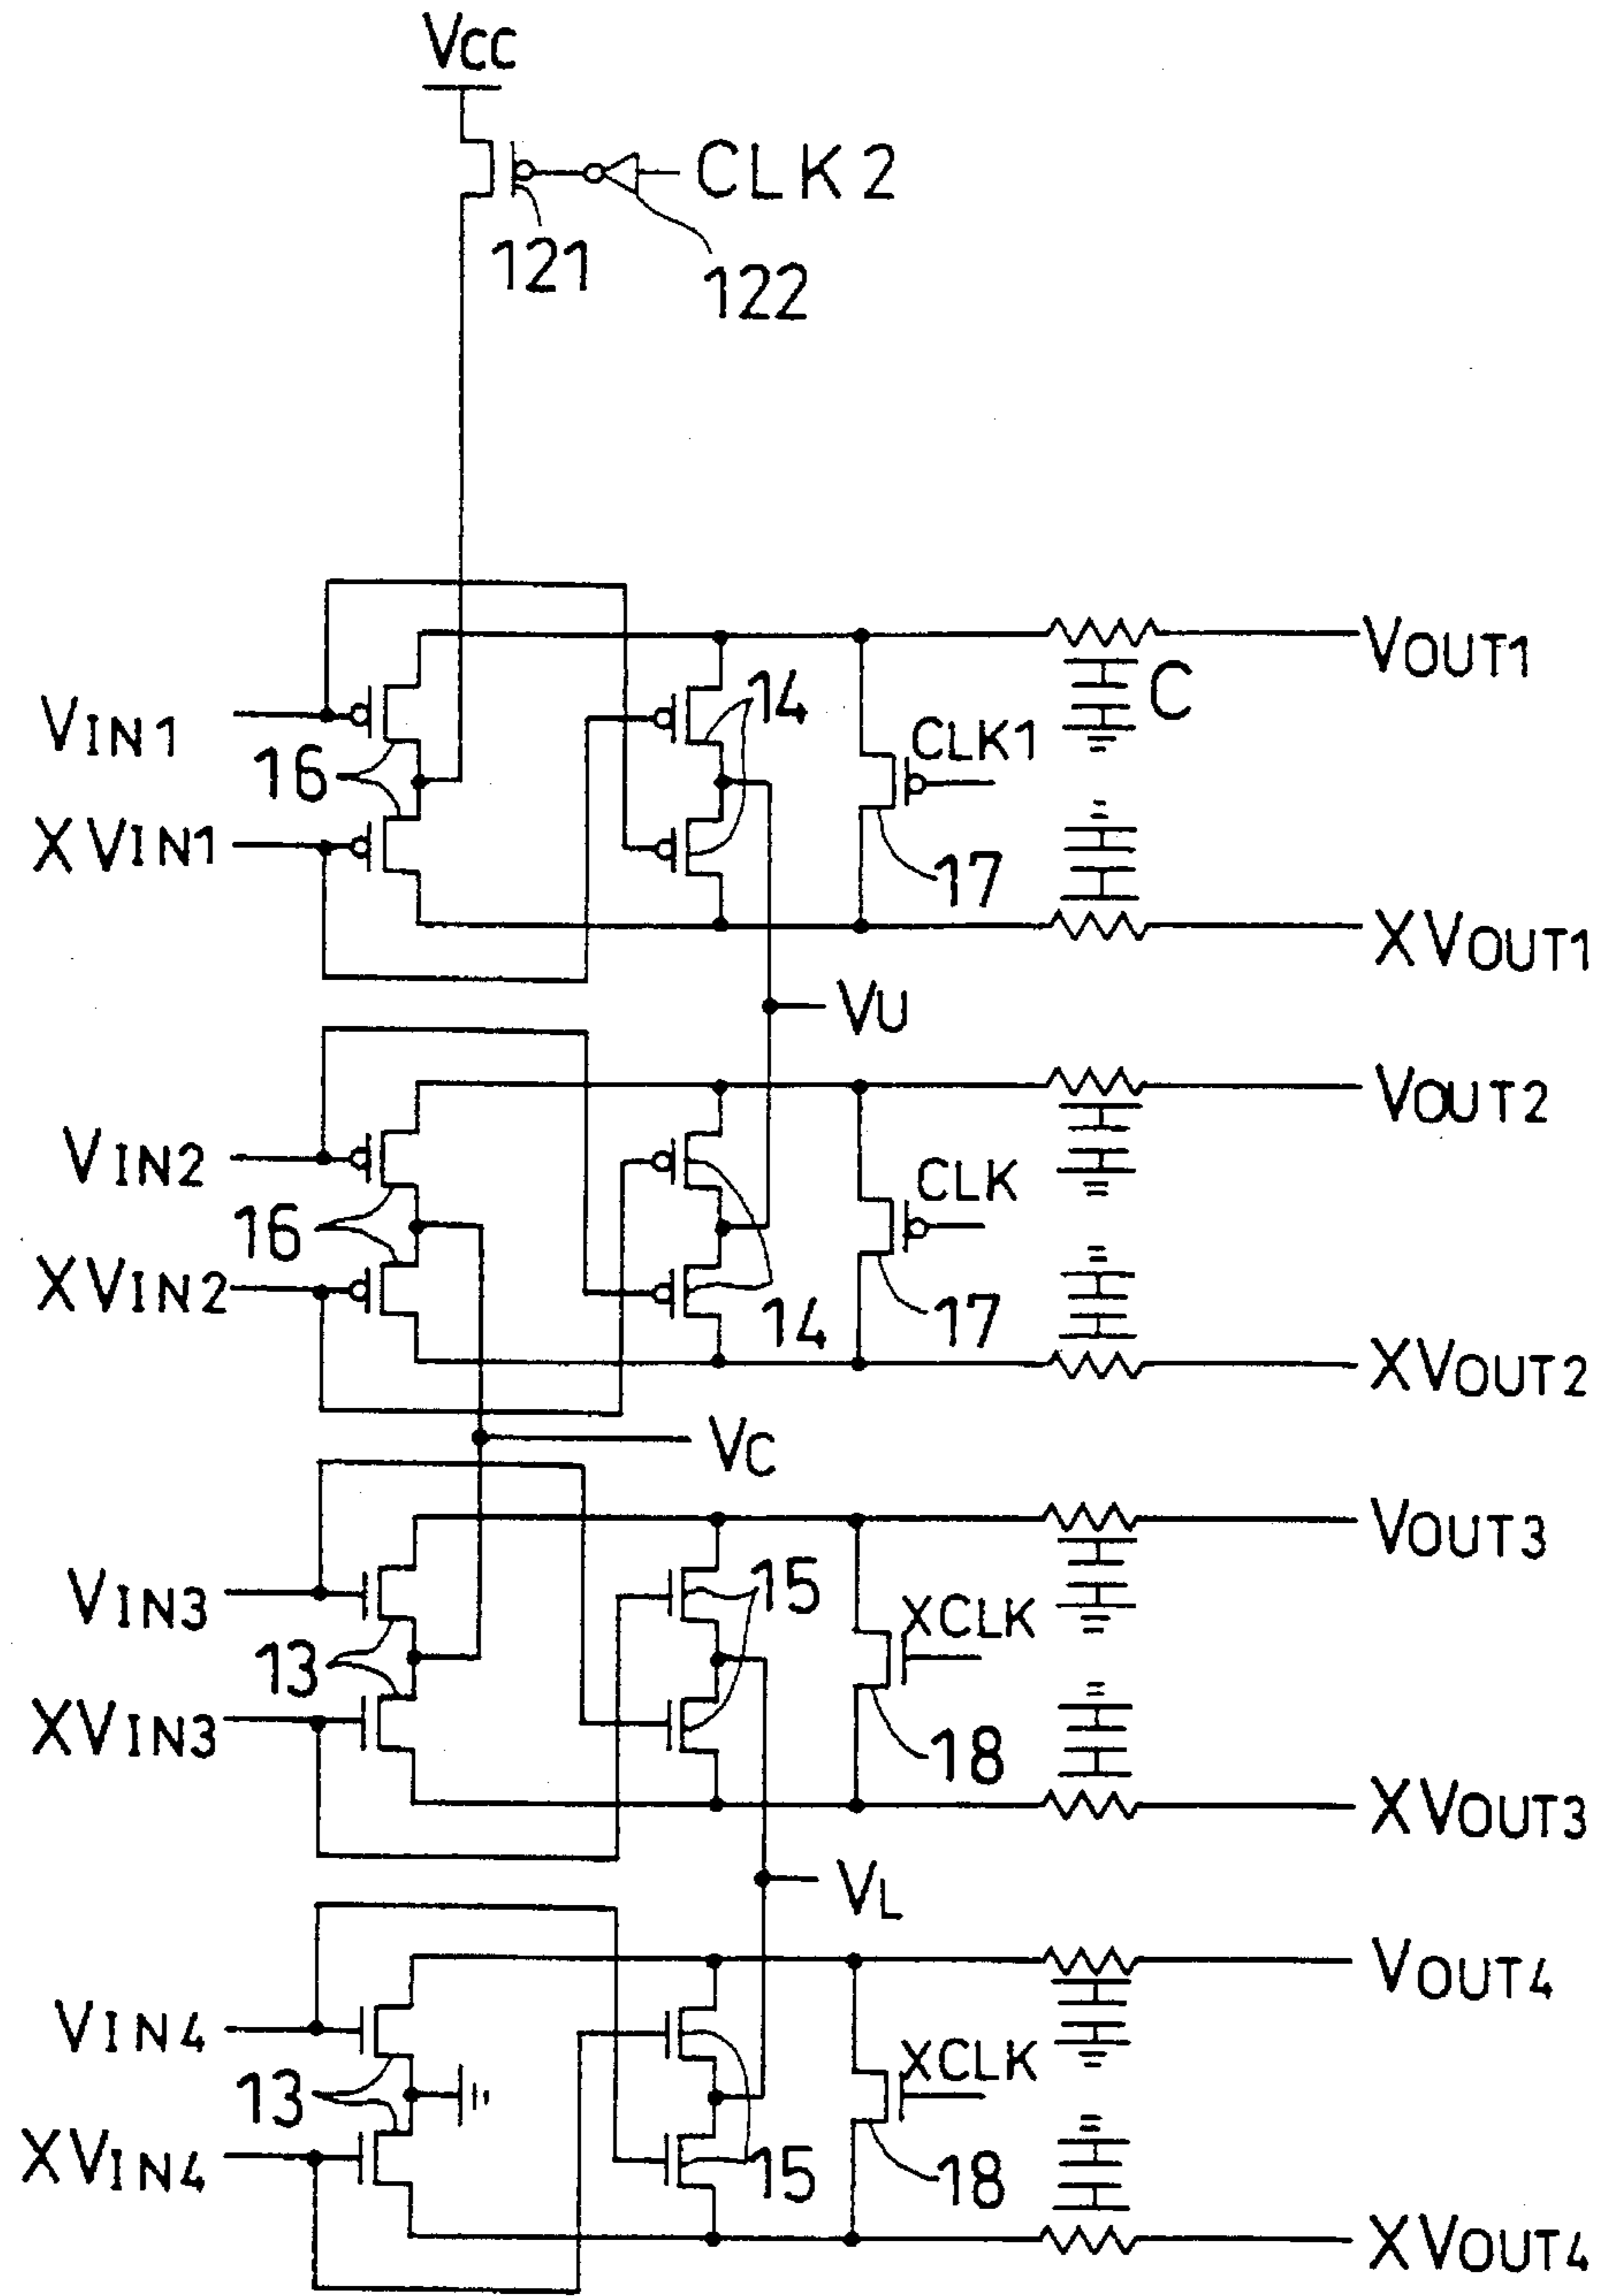 VCC
CLK2
121
122
VOUT1
C
14
VIN1
CLK1
16
XVIN1
17
XVOUT1
VU
VOUT2
VIN2
CLK
16
XVIN2
14
17
XVOUT2
VC
VOUT3
VIN3
15
XCLK
13
XVIN3
18
XVOUT3
VL
VOUT4
VIN4
XCLK
13
XVIN4
15
18
XVOUT4